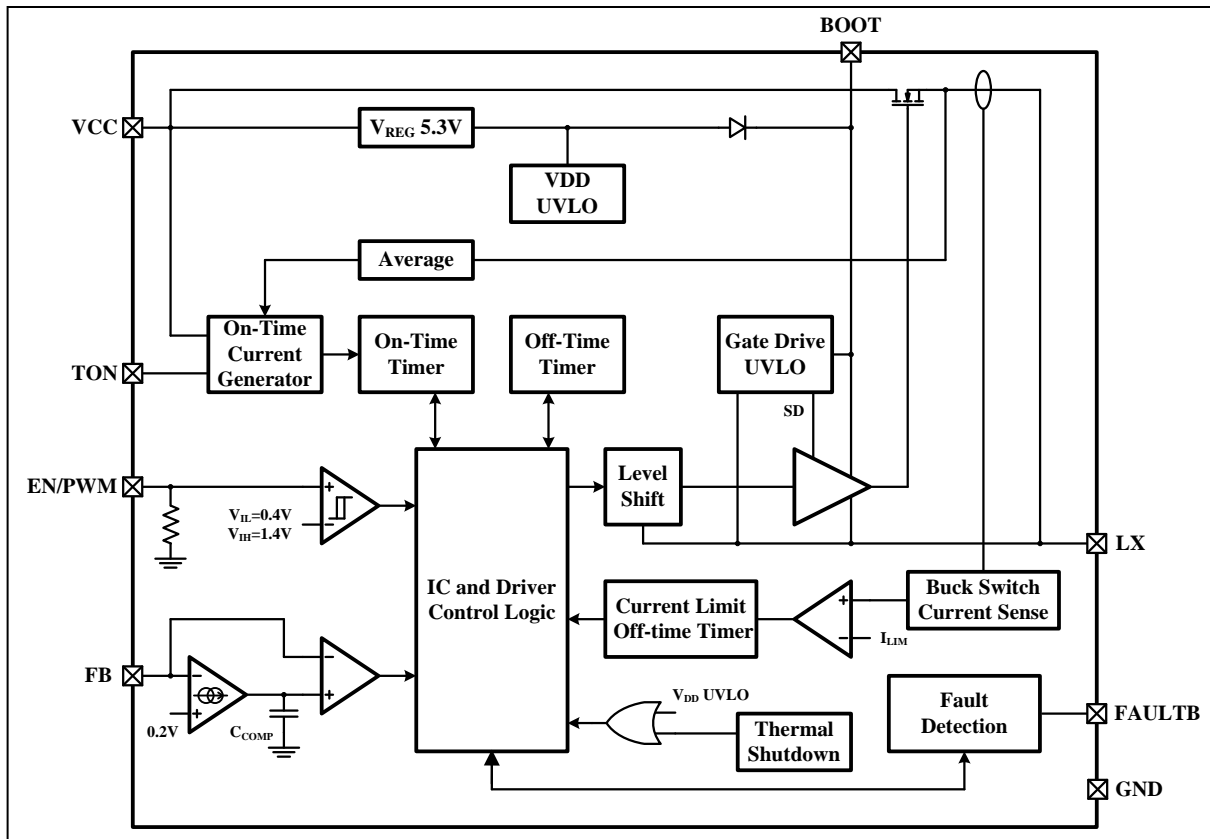 BOOT
VCC
VREG 5.3V
VDD
UVLO
Average
On-Time
Current
Generator
On-Time
Timer
Off-Time
Timer
Gate Drive
UVLO
TON
SD
EN/PWM
VIL=0.4V
VIH=1.4V
Level
Shift
LX
IC and Driver
Control Logic
Current Limit
Off-time Timer
ILIM
Buck Switch
Current Sense
FB
0.2V
CCOMP
VDD UVLO
Thermal
Shutdown
Fault
Detection
FAULTB
GND